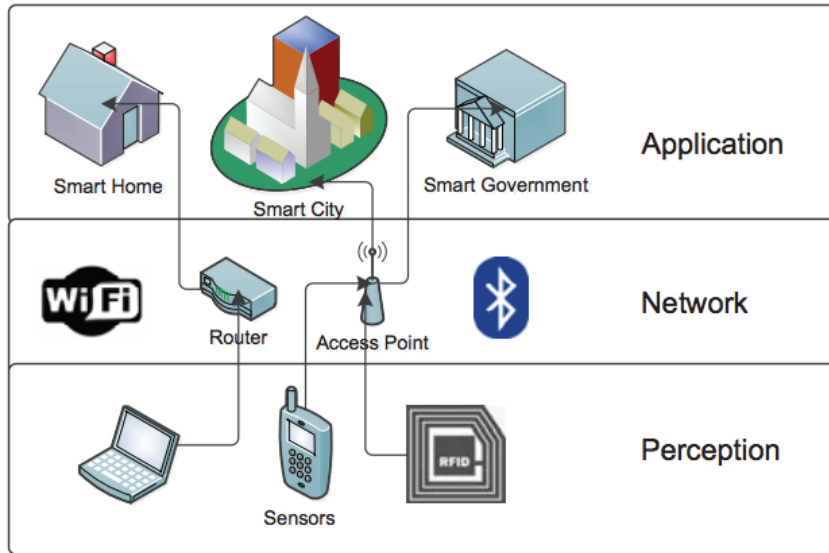 Application
Smart Home
Smart City
Smart Government
WiFi
Router
Access Point
Network
RFID
Sensors
Perception